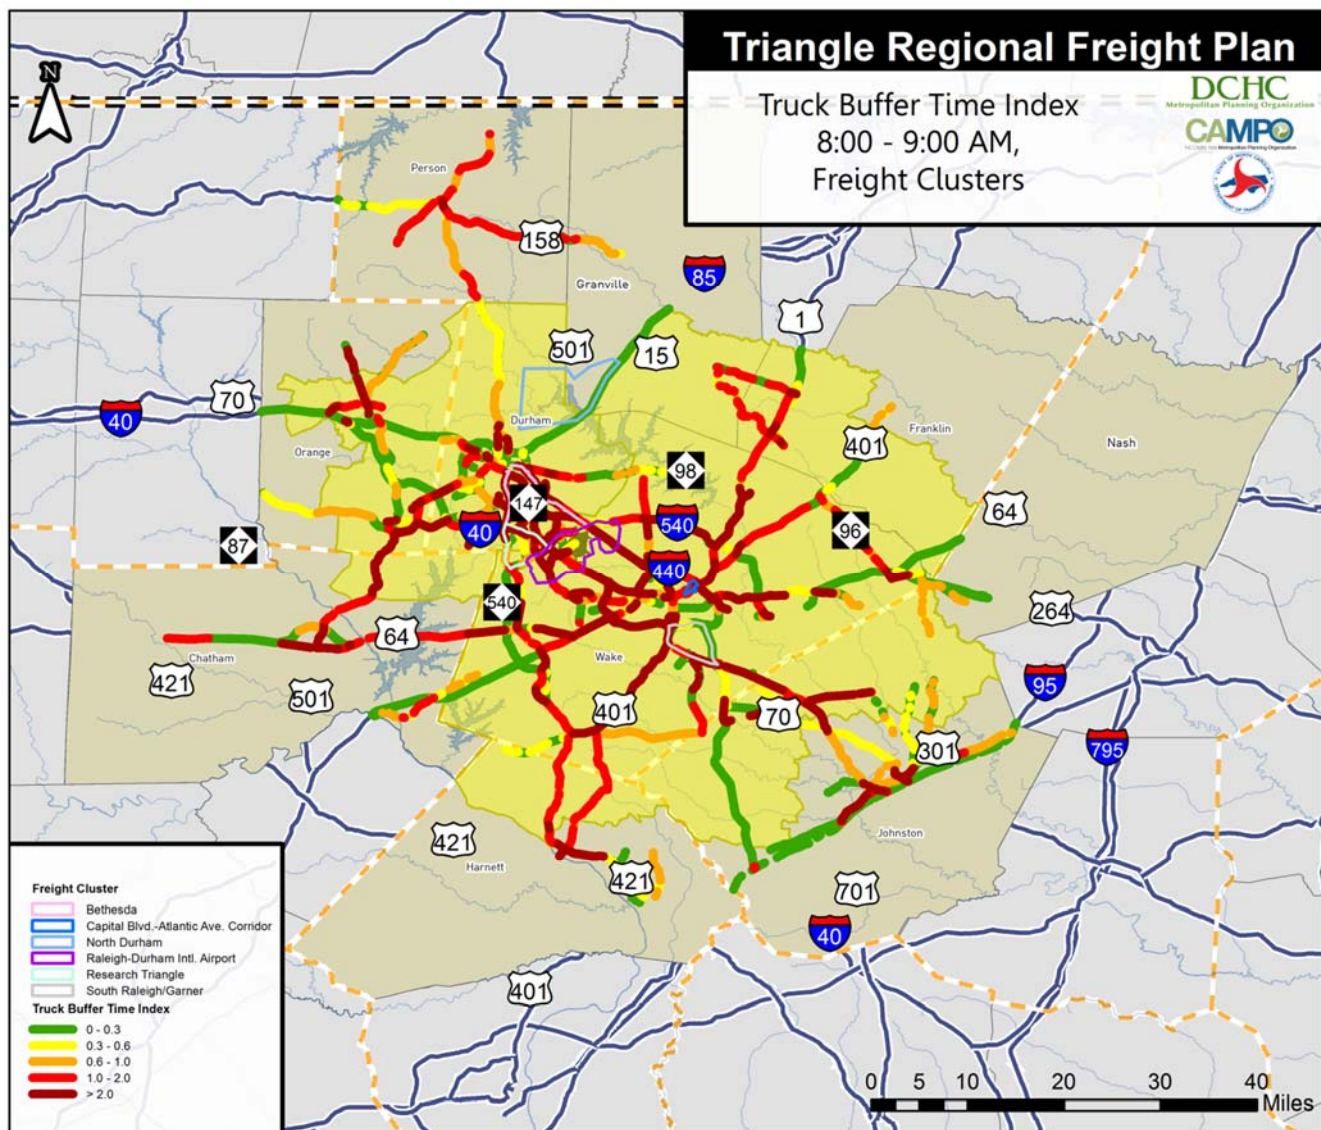 Triangle Regional Freight Plan
Truck Buffer Time Index
8:00 - 9:00 AM,
Freight Clusters
DCHC
Metropolitan Planning Organization
CAMPO
N
Person
158
Granville
85
1
501
15
70
40
Durham
401
Franklin
Nash
Orange
98
147
64
40
540
96
87
440
540
264
64
Wake
Chatham
421
501
95
401
70
301
795
421
Harnett
Johnston
421
701
40
401
Freight Cluster
Bethesda
Capital Blvd.-Atlantic Ave. Corridor
North Durham
Raleigh-Durham Intl. Airport
Research Triangle
South Raleigh/Garner
Truck Buffer Time Index
0 - 0.3
0.3 - 0.6
0.6 - 1.0
1.0 - 2.0
> 2.0
0 5 10 20 30 40
Miles